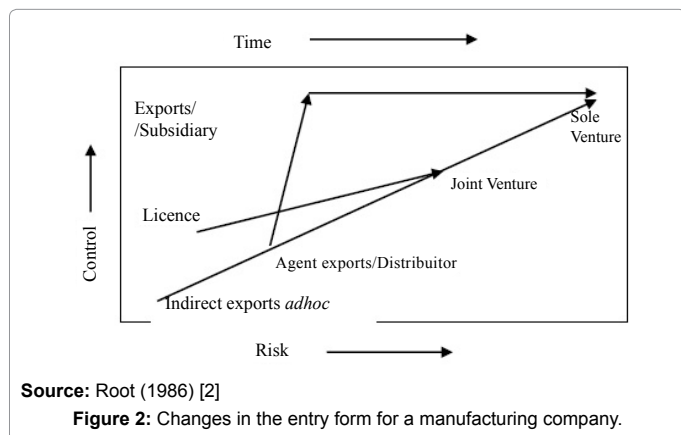 Time
Exports/
/Subsidiary
Sole
Venture
Joint Venture
Licence
Control
Agent exports/Distribuitor
Indirect exports adhoc
Risk
Source: Root (1986) [2]
Figure 2: Changes in the entry form for a manufacturing company.